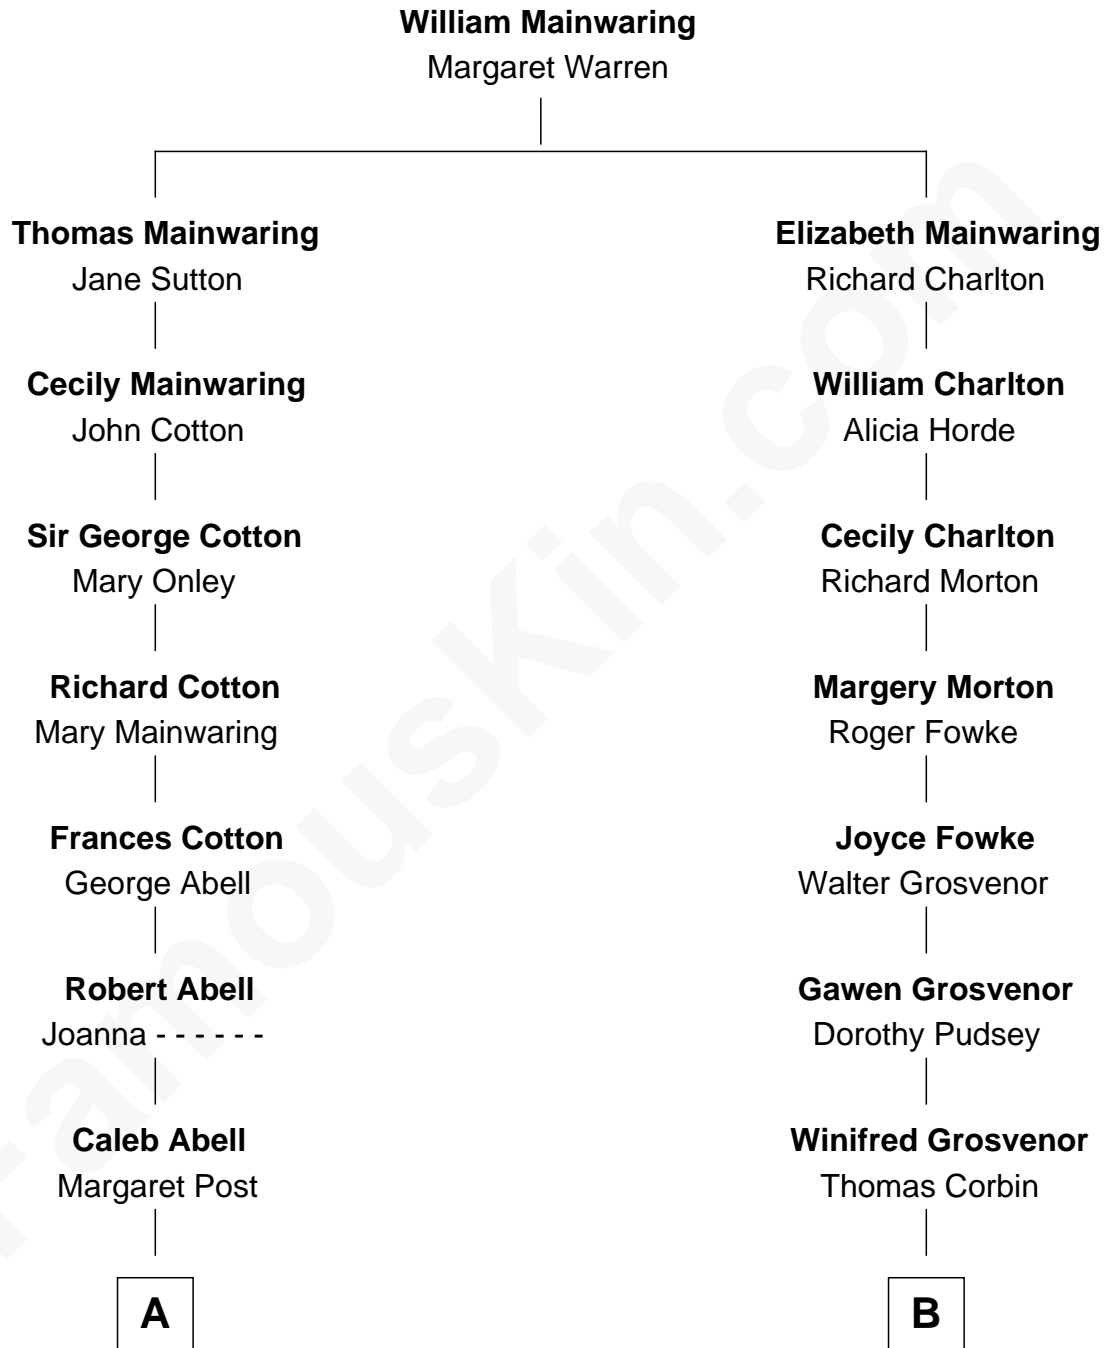 William Mainwaring
Margaret Warren
Thomas Mainwaring
Jane Sutton
Elizabeth Mainwaring
Richard Charlton
Cecily Mainwaring
John Cotton
William Charlton
Alicia Horde
Sir George Cotton
Mary Onley
Cecily Charlton
Richard Morton
Richard Cotton
Mary Mainwaring
Margery Morton
Roger Fowke
Frances Cotton
George Abell
Joyce Fowke
Walter Grosvenor
Robert Abell
Joanna - - - - - -
Gawen Grosvenor
Dorothy Pudsey
Caleb Abell
Margaret Post
Winifred Grosvenor
Thomas Corbin
A
B
FamousKin.com